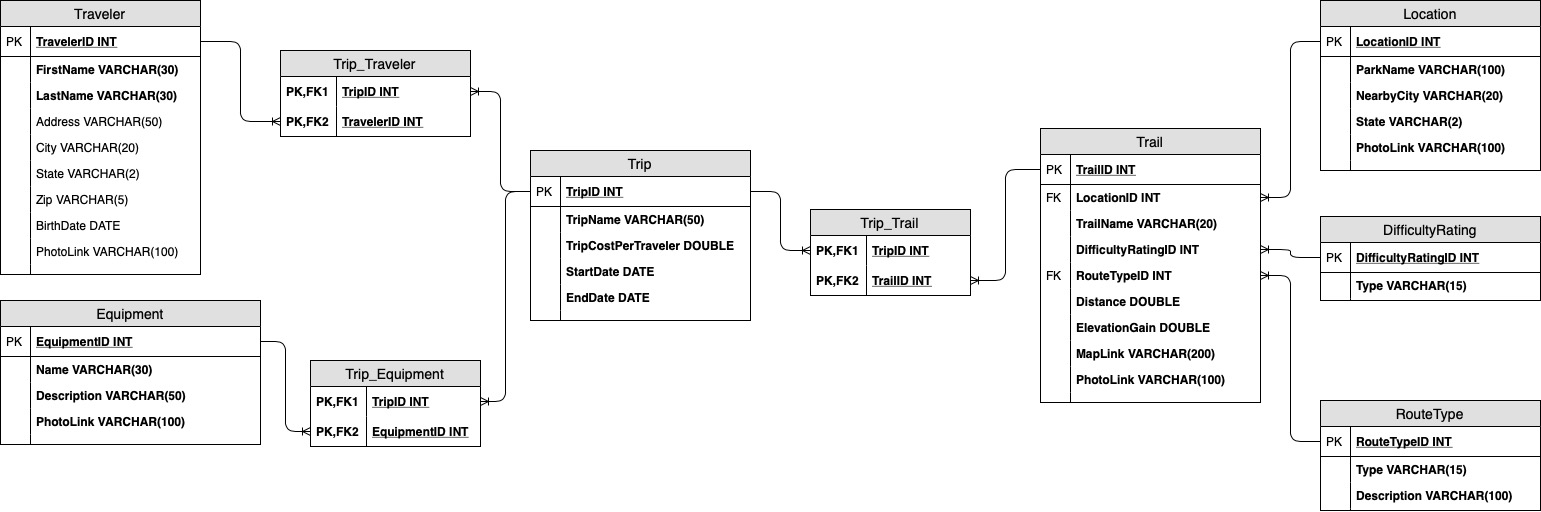 Traveler
PK TravelerID INT
FirstName VARCHAR(30)
LastName VARCHAR(30)
Address VARCHAR(50)
City VARCHAR(20)
State VARCHAR(2)
Zip VARCHAR(5)
BirthDate DATE
PhotoLink VARCHAR(100)
Equipment
PK EquipmentID INT
Name VARCHAR(30)
Description VARCHAR(50)
PhotoLink VARCHAR(100)
Trip_Traveler
PK,FK1 TripID INT
PK,FK2 TravelerID INT
Trip_Equipment
PK,FK1 TripID INT
PK,FK2 EquipmentID INT
Trip
PK TripID INT
TripName VARCHAR(50)
TripCostPerTraveler DOUBLE
StartDate DATE
EndDate DATE
Trip_Trail
PK,FK1 TripID INT
PK,FK2 TrailID INT
Trail
PK TrailID INT
FK LocationID INT
TrailName VARCHAR(20)
DifficultyRatingID INT
FK RouteTypeID INT
Distance DOUBLE
ElevationGain DOUBLE
MapLink VARCHAR(200)
PhotoLink VARCHAR(100)
Location
PK LocationID INT
ParkName VARCHAR(100)
NearbyCity VARCHAR(20)
State VARCHAR(2)
PhotoLink VARCHAR(100)
DifficultyRating
PK DifficultyRatingID INT
Type VARCHAR(15)
RouteType
PK RouteTypeID INT
Type VARCHAR(15)
Description VARCHAR(100)